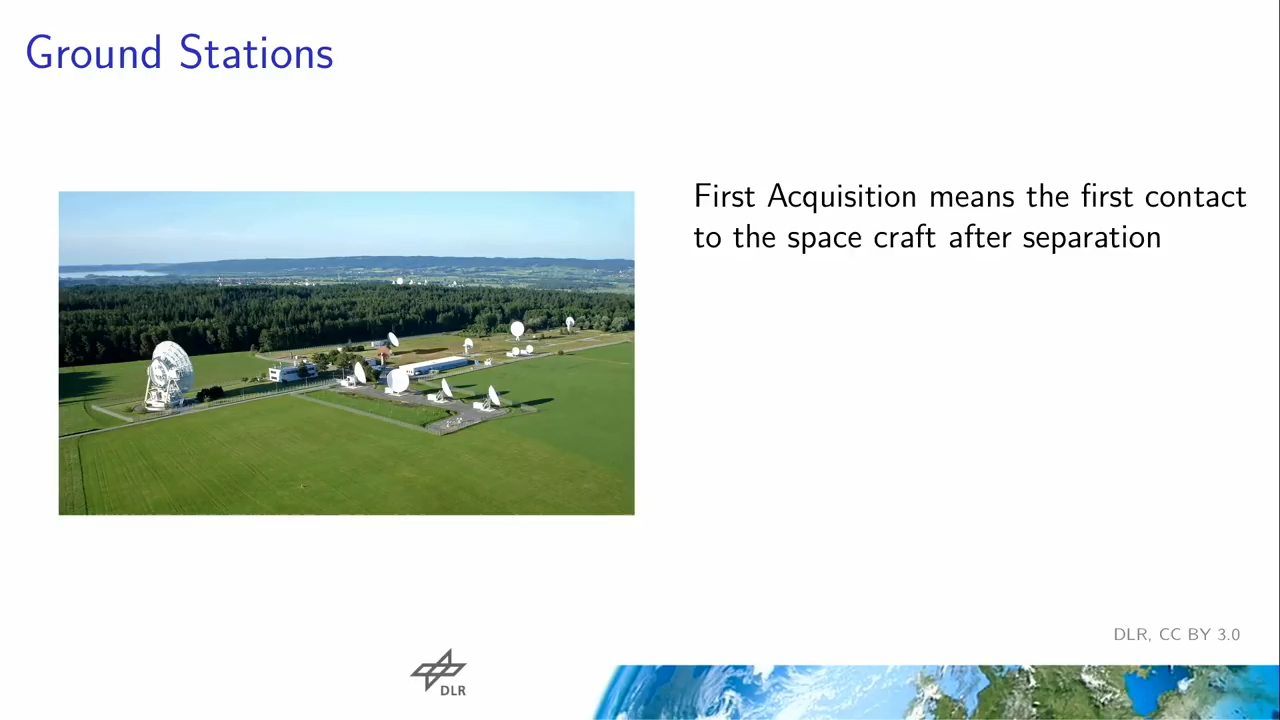 Ground Stations
First Acquisition means the first contact
to the space craft after separation
DLR, CC BY 3.0
DLR